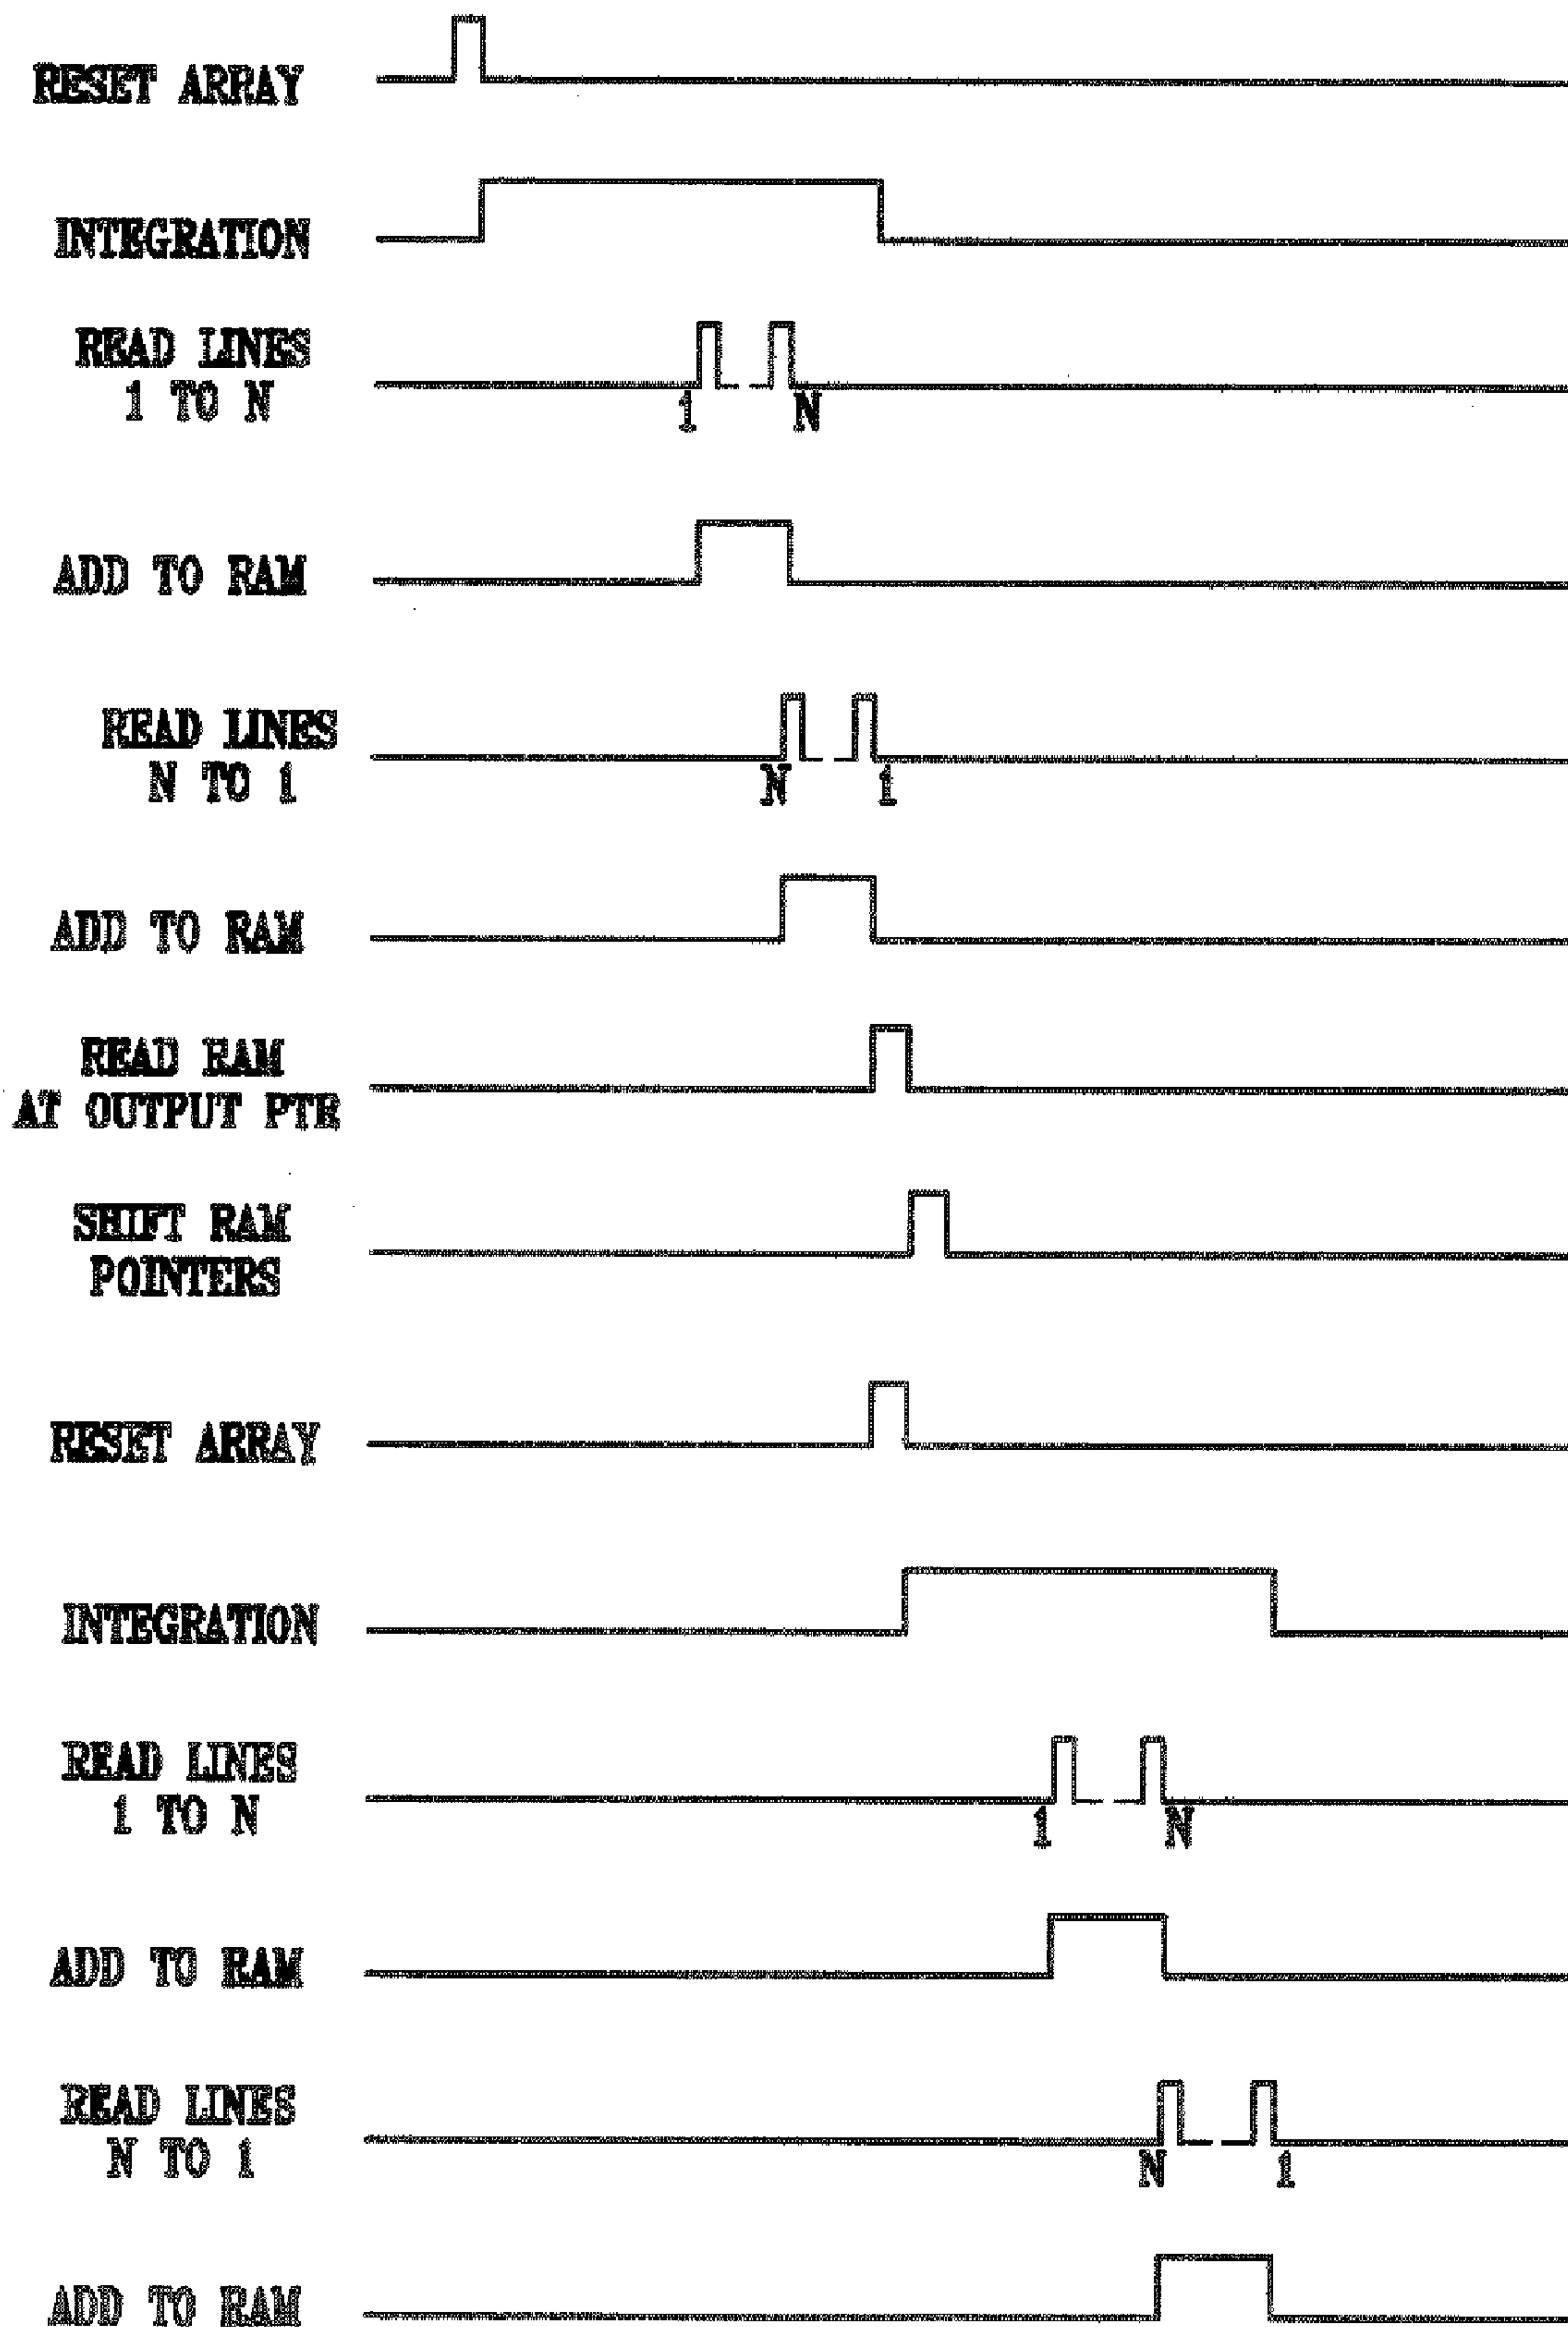 RESET ARRAY
INTEGRATION
READ LINES
1 TO N
1
N
ADD TO RAM
READ LINES
N TO 1
N
1
ADD TO RAM
READ RAM
AT OUTPUT PTR
SHIFT RAM
POINTERS
RESET ARRAY
INTEGRATION
READ LINES
1 TO N
1
N
ADD TO RAM
READ LINES
N TO 1
N
1
ADD TO RAM